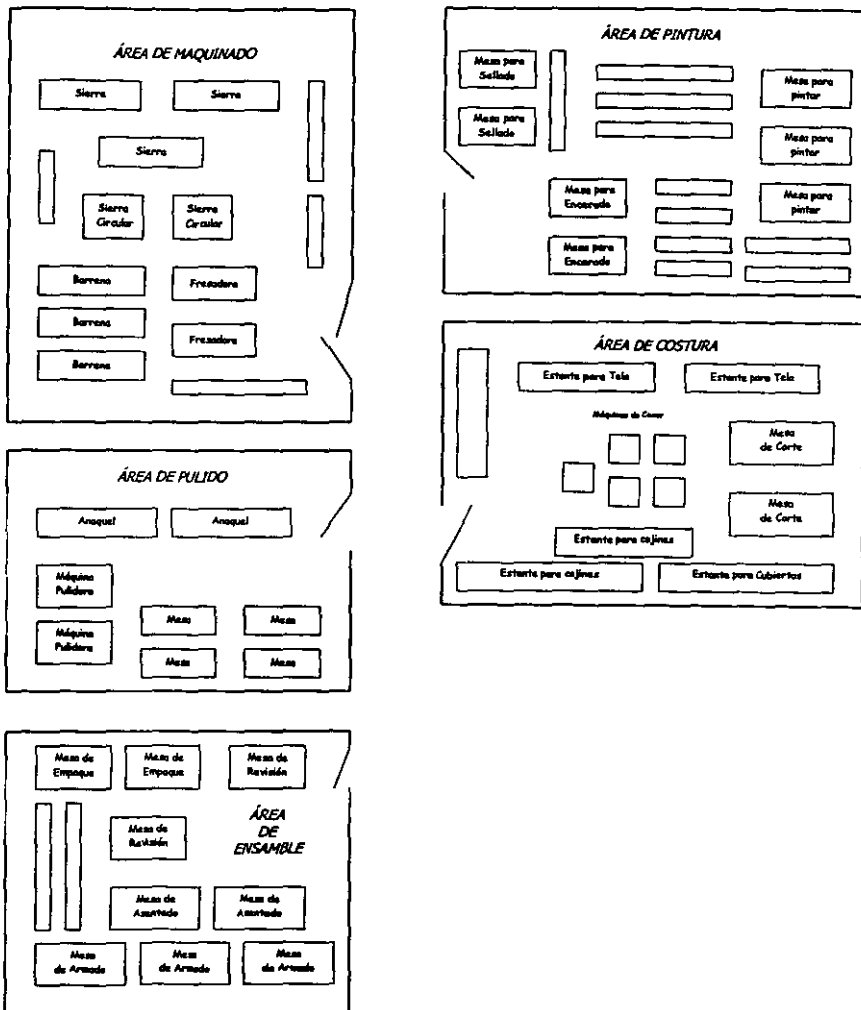 ÁREA DE MAQUINADO
Sierra
Sierra
Sierra
Sierra
Circular
Sierra
Circular
Barrena
Fresadora
Barrena
Fresadora
Barrena
ÁREA DE PULIDO
Anaquel
Anaquel
Máquina
Pulidora
Máquina
Pulidora
Mesa
Mesa
Mesa
Mesa
Mesa de
Empaque
Mesa de
Empaque
Mesa de
Revisión
ÁREA
DE
ENSAMBLE
Mesa de
Revisión
Mesa de
Asentado
Mesa de
Asentado
Mesa
de Armado
Mesa
de Armado
Mesa
de Armado
ÁREA DE PINTURA
Mesa para
Sellado
Mesa para
Sellado
Mesa para
pintar
Mesa para
pintar
Mesa para
pintar
Mesa para
Encerado
Mesa para
Encerado
ÁREA DE COSTURA
Estante para Tela
Estante para Tela
Máquinas de Coser
Mesa
de Corte
Mesa
de Corte
Estante para cojines
Estante para cojines
Estante para Cubiertas